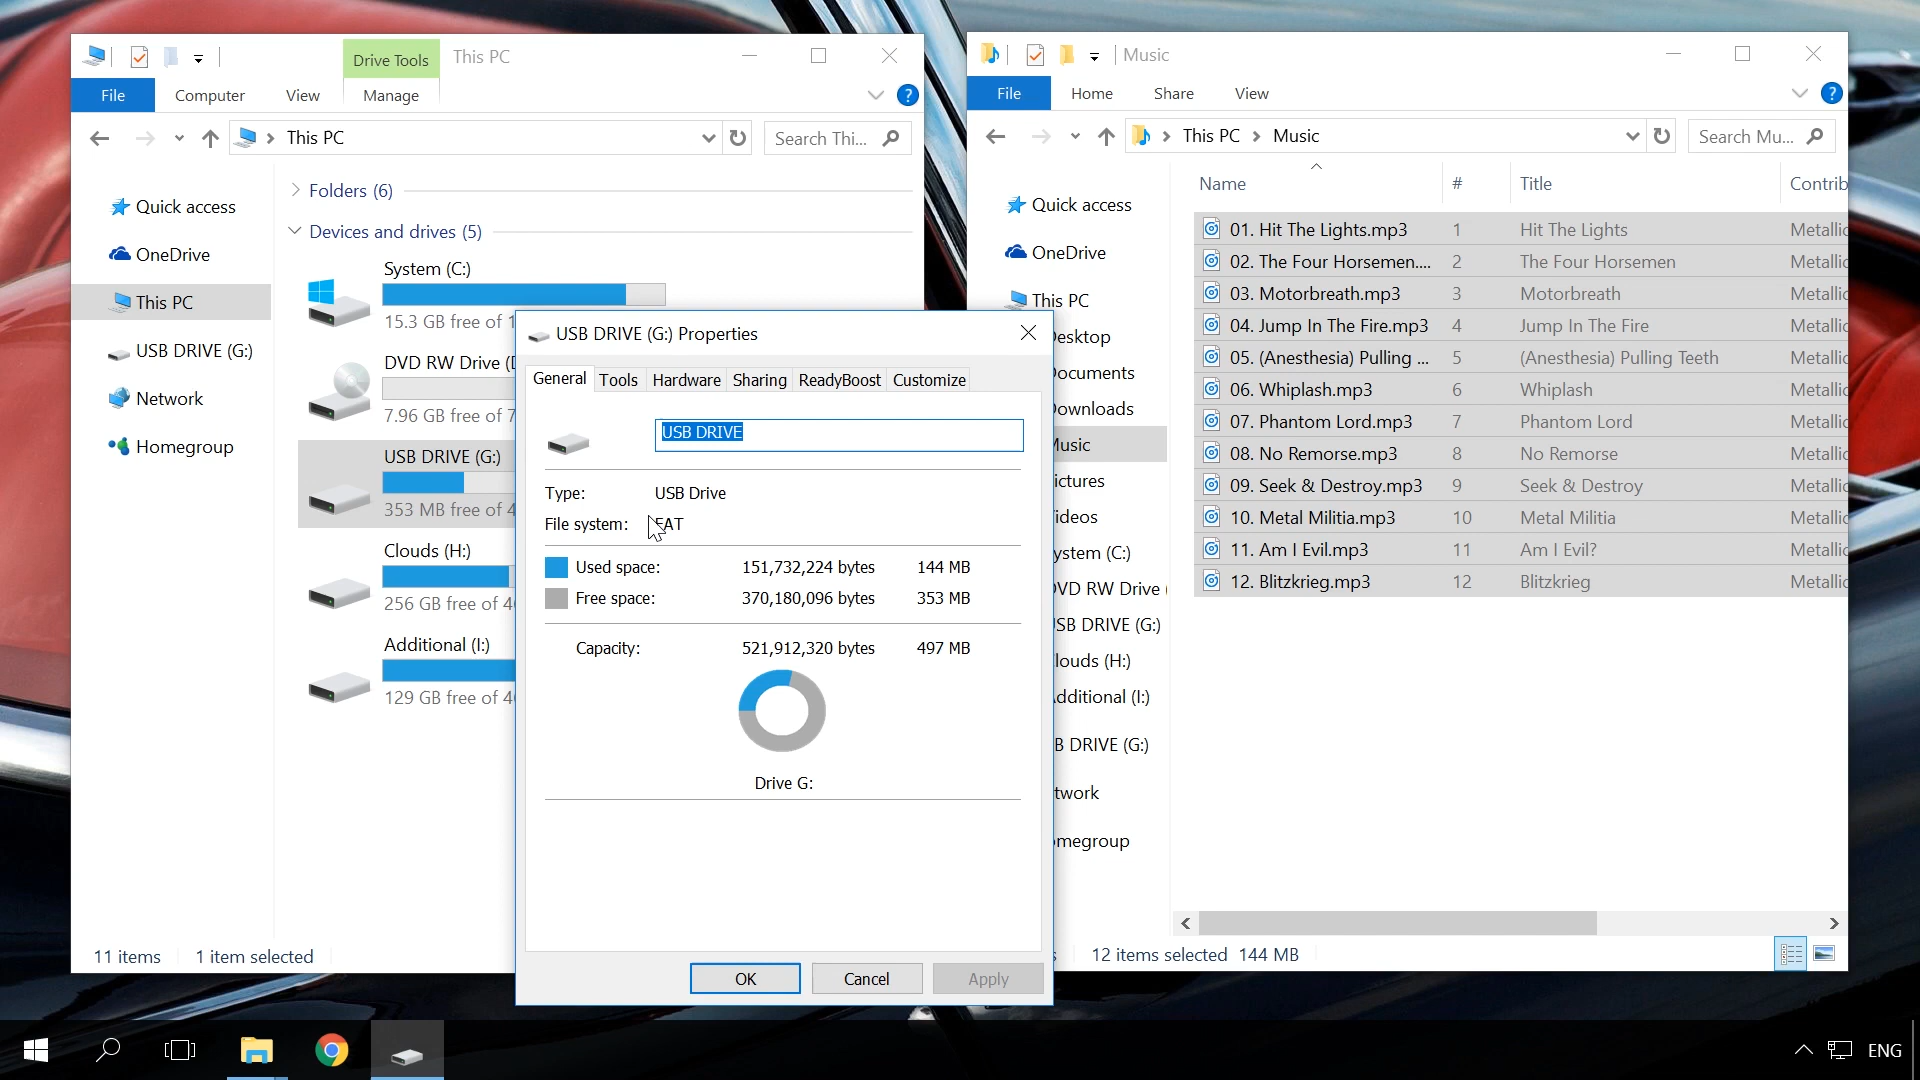 Drive Tools
This PC
File
Computer
View
Manage
?
This PC
Search Thi...
Quick access
OneDrive
This PC
USB DRIVE (G:)
Network
Homegroup
Folders (6)
Devices and drives (5)
System (C:)
15.3 GB free of
DVD RW Drive
7.96 GB free of 7
USB DRIVE (G:)
353 MB free of 4
Clouds (H:)
256 GB free of 4
Additional (I:)
129 GB free of 4
11 items
1 item selected
USB DRIVE (G:) Properties
General
Tools
Hardware
Sharing
ReadyBoost
Customize
USB DRIVE
Type:
USB Drive
File system:
FAT
Used space:
151,732,224 bytes
144 MB
Free space:
370,180,096 bytes
353 MB
Capacity:
521,912,320 bytes
497 MB
Drive G:
OK
Cancel
Apply
Music
File
Home
Share
View
?
This PC
Music
Search Mu...
Quick access
OneDrive
This PC
esktop
ocuments
ownloads
Music
ictures
ideos
ystem (C:)
VD RW Drive (
SB DRIVE (G:)
louds (H:)
dditional (I:)
B DRIVE (G:)
twork
megroup
Name
#
Title
Contrib
01. Hit The Lights.mp3
1
Hit The Lights
Metallic
02. The Four Horsemen....
2
The Four Horsemen
Metallic
03. Motorbreath.mp3
3
Motorbreath
Metallic
04. Jump In The Fire.mp3
4
Jump In The Fire
Metallic
05. (Anesthesia) Pulling ...
5
(Anesthesia) Pulling Teeth
Metallic
06. Whiplash.mp3
6
Whiplash
Metallic
07. Phantom Lord.mp3
7
Phantom Lord
Metallic
08. No Remorse.mp3
8
No Remorse
Metallic
09. Seek & Destroy.mp3
9
Seek & Destroy
Metallic
10. Metal Militia.mp3
10
Metal Militia
Metallic
11. Am I Evil.mp3
11
Am I Evil?
Metallic
12. Blitzkrieg.mp3
12
Blitzkrieg
Metallic
12 items selected
144 MB
ENG